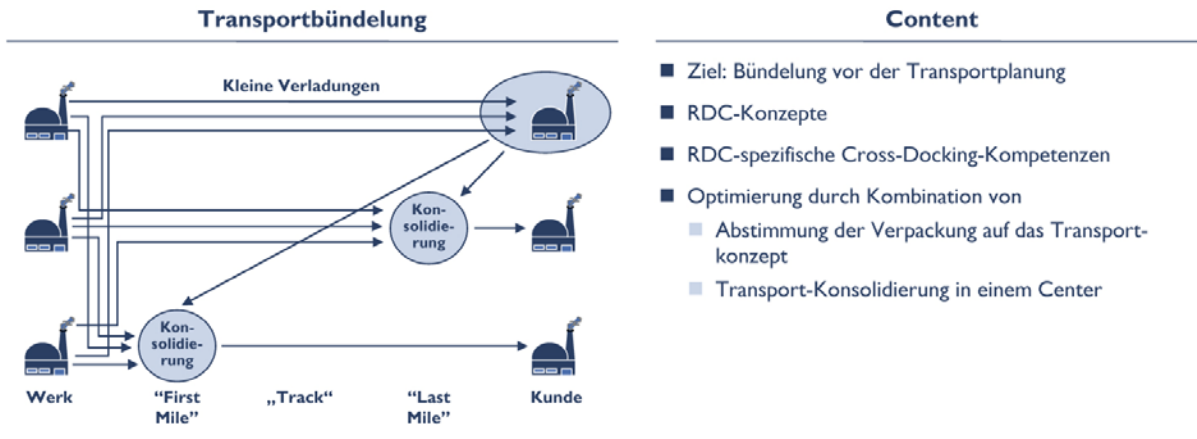 Transportbündelung
Kleine Verladungen
Kon-
solidie-
rung
Kon-
solidie-
rung
Werk
“First
Mile”
„Track“
“Last
Mile”
Kunde
Content
Ziel: Bündelung vor der Transportplanung
RDC-Konzepte
RDC-spezifische Cross-Docking-Kompetenzen
Optimierung durch Kombination von
Abstimmung der Verpackung auf das Transport-
konzept
Transport-Konsolidierung in einem Center